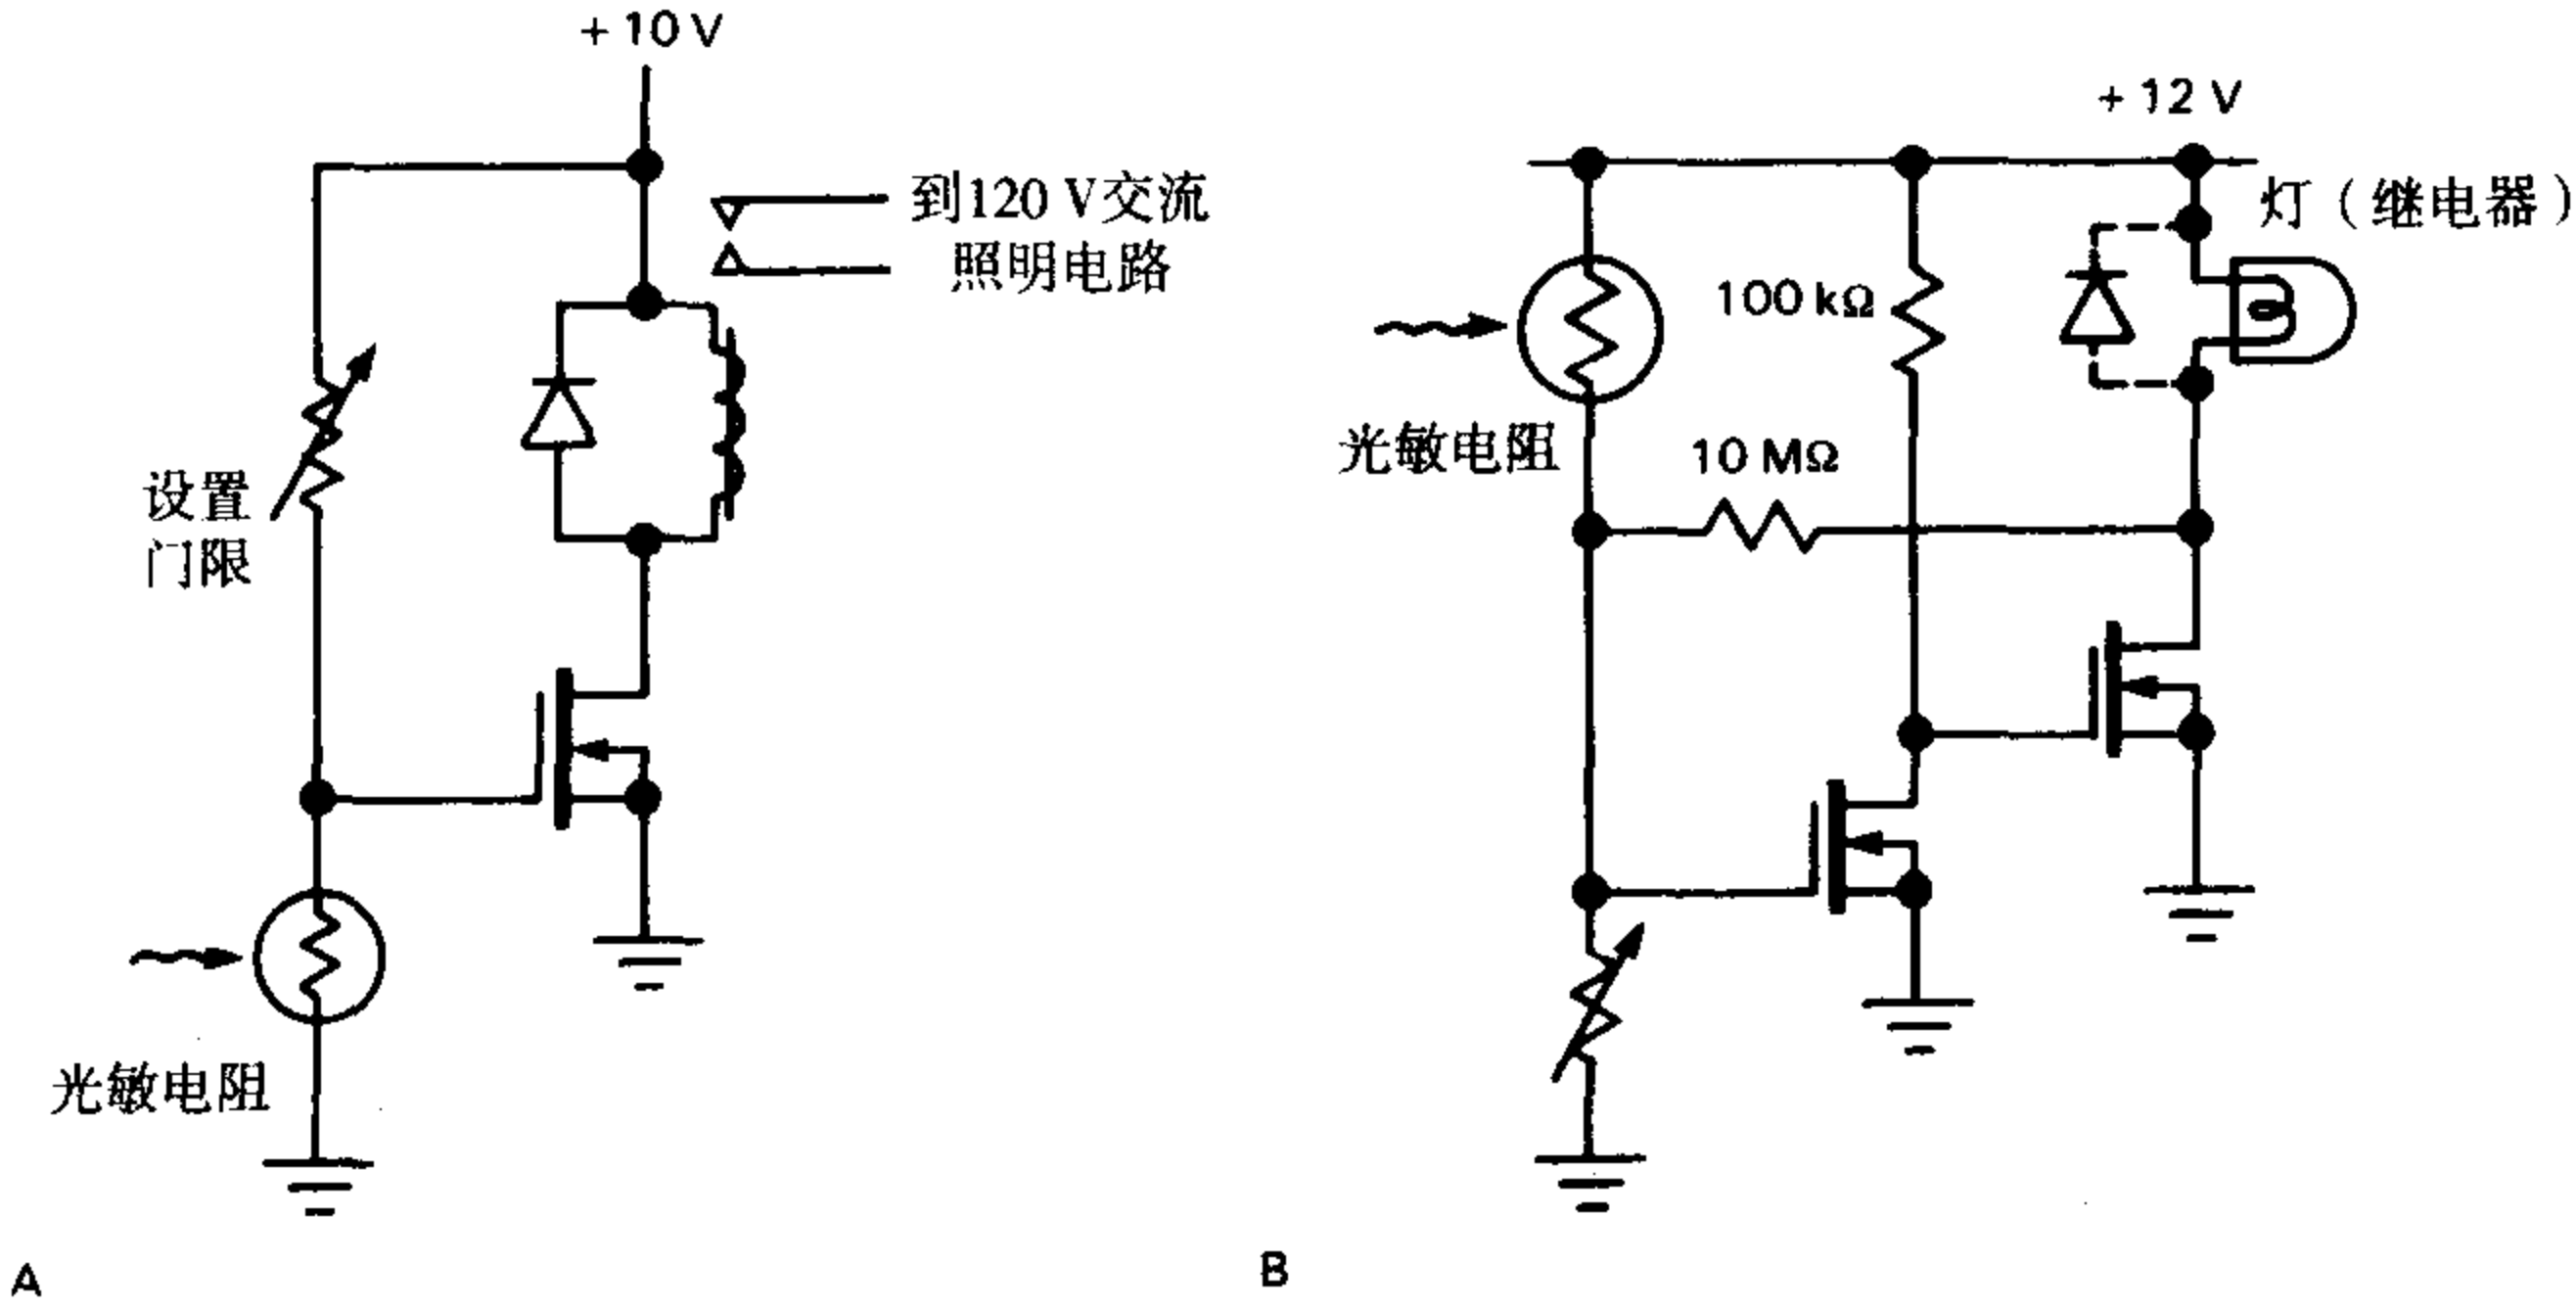 + 10 V
到120 V交流
照明电路
设置
门限
光敏电阻
A
+ 12 V
灯（继电器）
100 kΩ
光敏电阻
10 MΩ
B